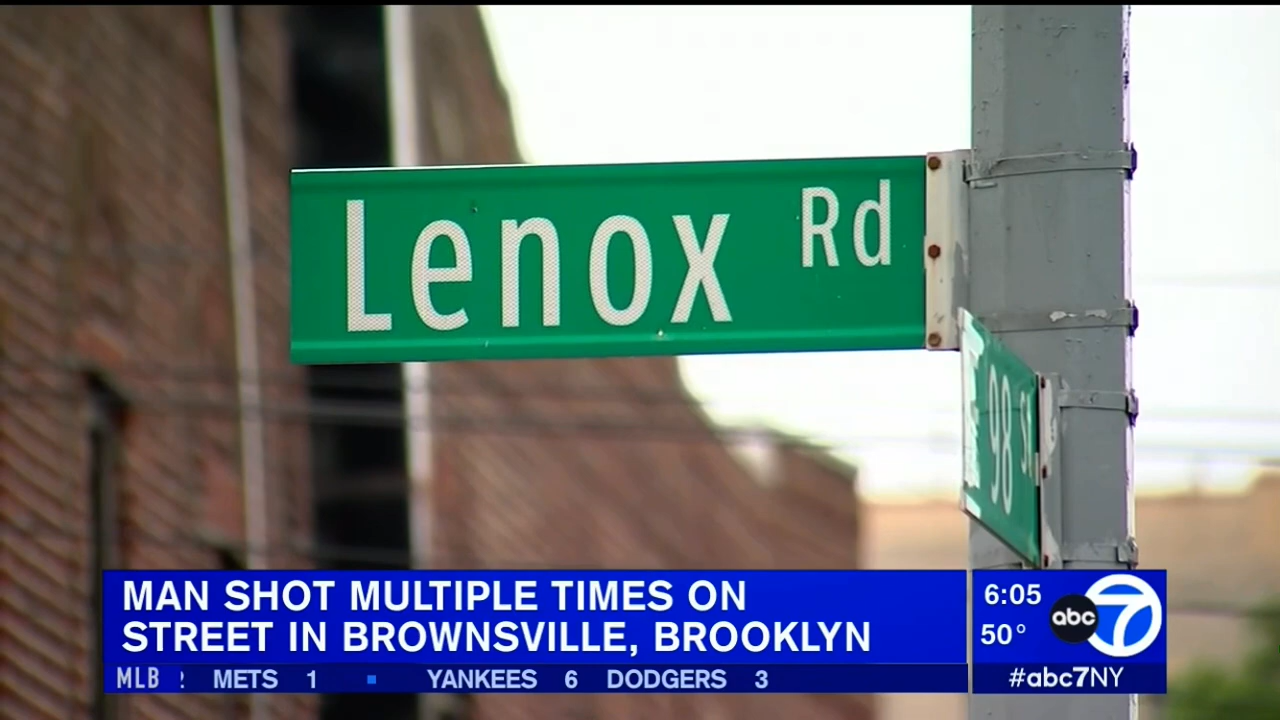 Lenox Rd
98 St.
MAN SHOT MULTIPLE TIMES ON
STREET IN BROWNSVILLE, BROOKLYN
6:05
50°
abc 7
#abc7NY
MLB METS 1 YANKEES 6 DODGERS 3